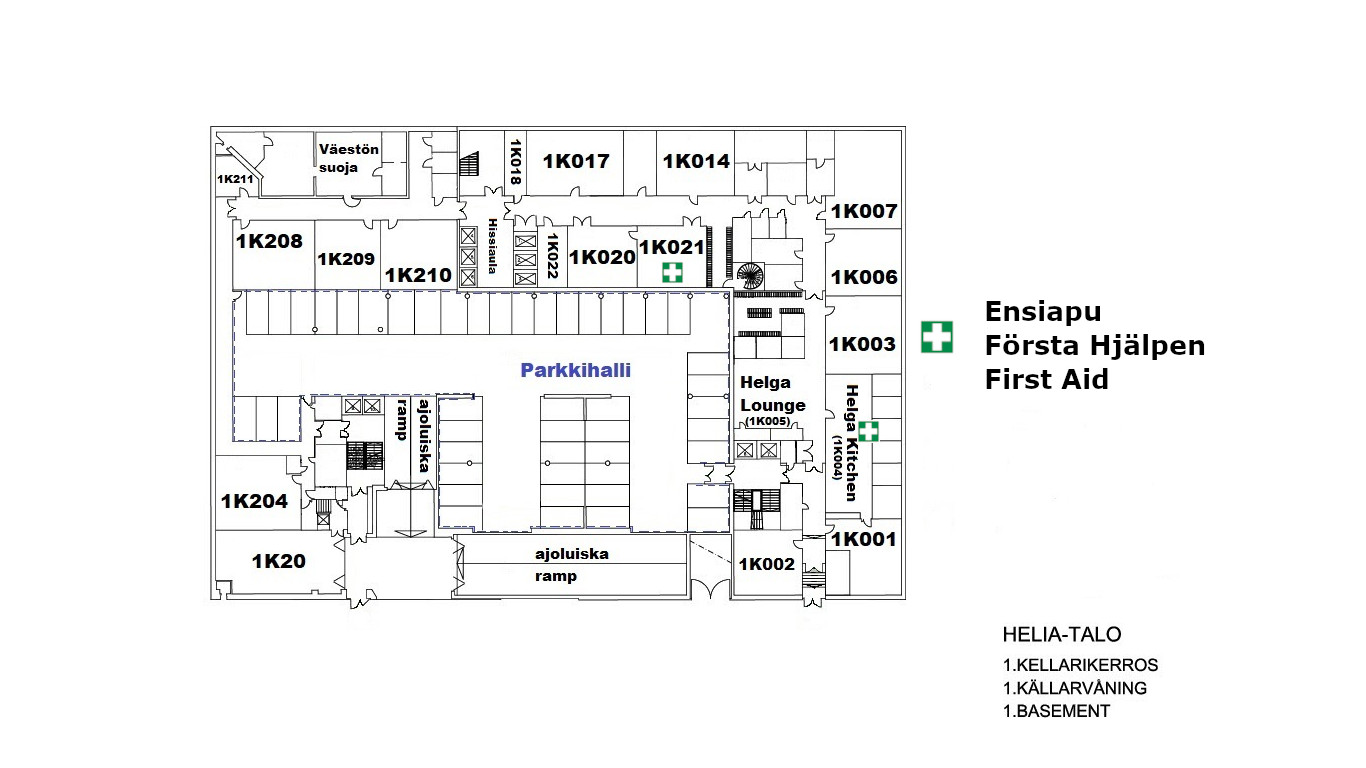 Väestön
suoja
1K211
1K018
1K017
1K014
1K007
1K208
1K209
1K210
Hissiaula
1K022
1K020
1K021
1K006
1K003
Parkkihalli
Helga
Lounge
(1K005)
Helga Kitchen
(1K004)
ajoluiska
ramp
1K204
1K20
ajoluiska
ramp
1K002
1K001
Ensiapu
Första Hjälpen
First Aid
HELIA-TALO
1.KELLARIKERROS
1.KÄLLARVÅNING
1.BASEMENT